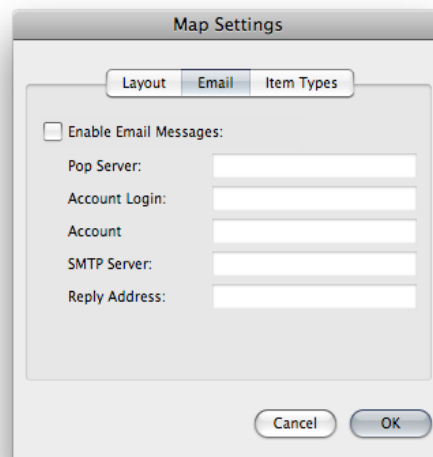 Map Settings
Layout Email Item Types
Enable Email Messages:
Pop Server:
Account Login:
Account
SMTP Server:
Reply Address:
Cancel OK